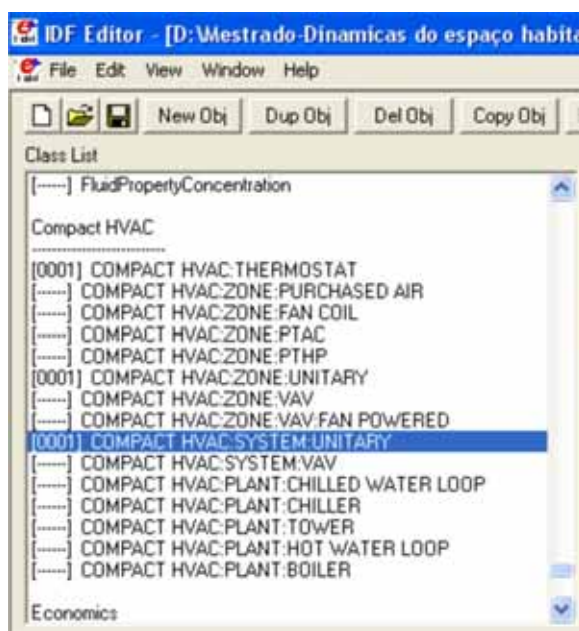 IDF Editor - [D:\Mestrado-Dinamicas do espaço habita
File Edit View Window Help
New Obj Dup Obj Del Obj Copy Obj
Class List
[------] FluidPropertyConcentration
Compact HVAC
----------------------------
[0001] COMPACT HVAC:THERMOSTAT
[------] COMPACT HVAC:ZONE:PURCHASED AIR
[------] COMPACT HVAC:ZONE:FAN COIL
[------] COMPACT HVAC:ZONE:PTAC
[------] COMPACT HVAC:ZONE:PTHP
[0001] COMPACT HVAC:ZONE:UNITARY
[------] COMPACT HVAC:ZONE:VAV
[------] COMPACT HVAC:ZONE:VAV:FAN POWERED
[0001] COMPACT HVAC:SYSTEM:UNITARY
[------] COMPACT HVAC:SYSTEM:VAV
[------] COMPACT HVAC:PLANT:CHILLED WATER LOOP
[------] COMPACT HVAC:PLANT:CHILLER
[------] COMPACT HVAC:PLANT:TOWER
[------] COMPACT HVAC:PLANT:HOT WATER LOOP
[------] COMPACT HVAC:PLANT:BOILER
Economics